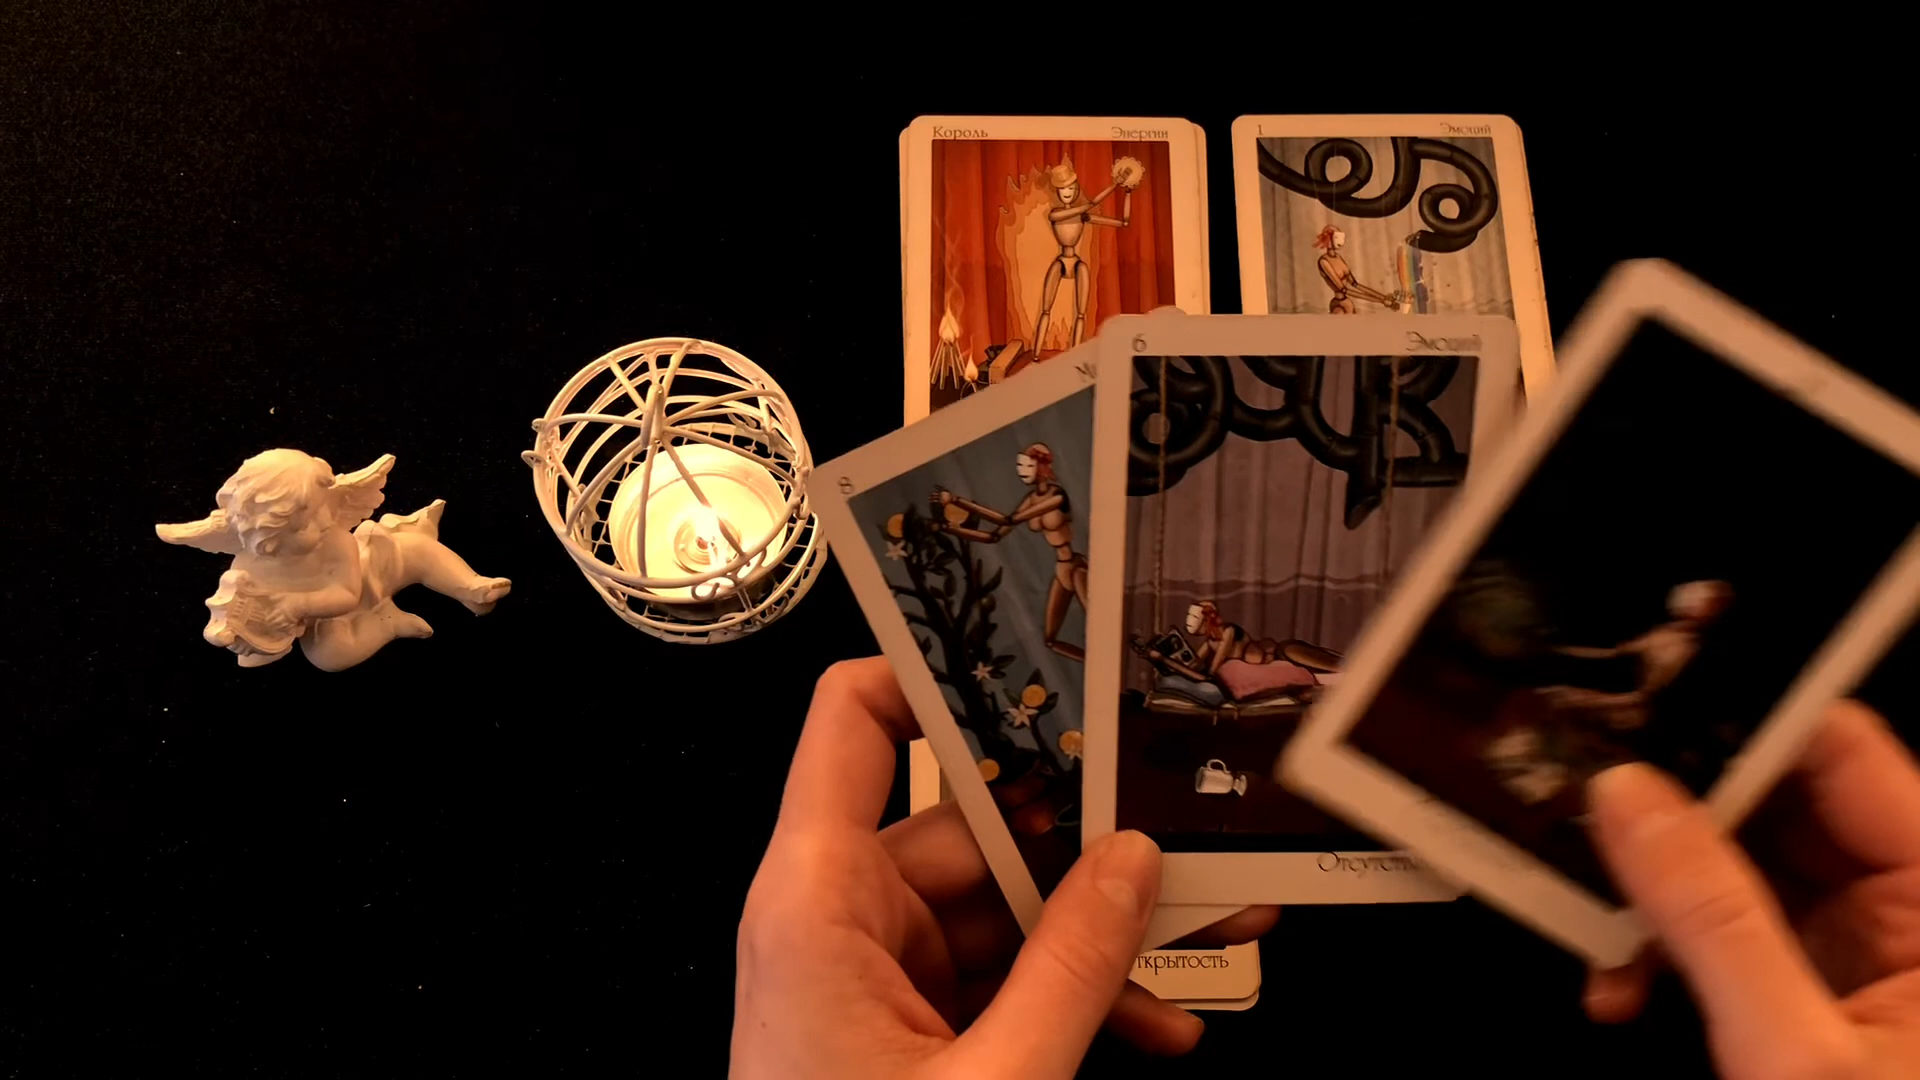 Король Энергии
1 Эмоций
6 Эмоций
8
Отсутств
ткрытость